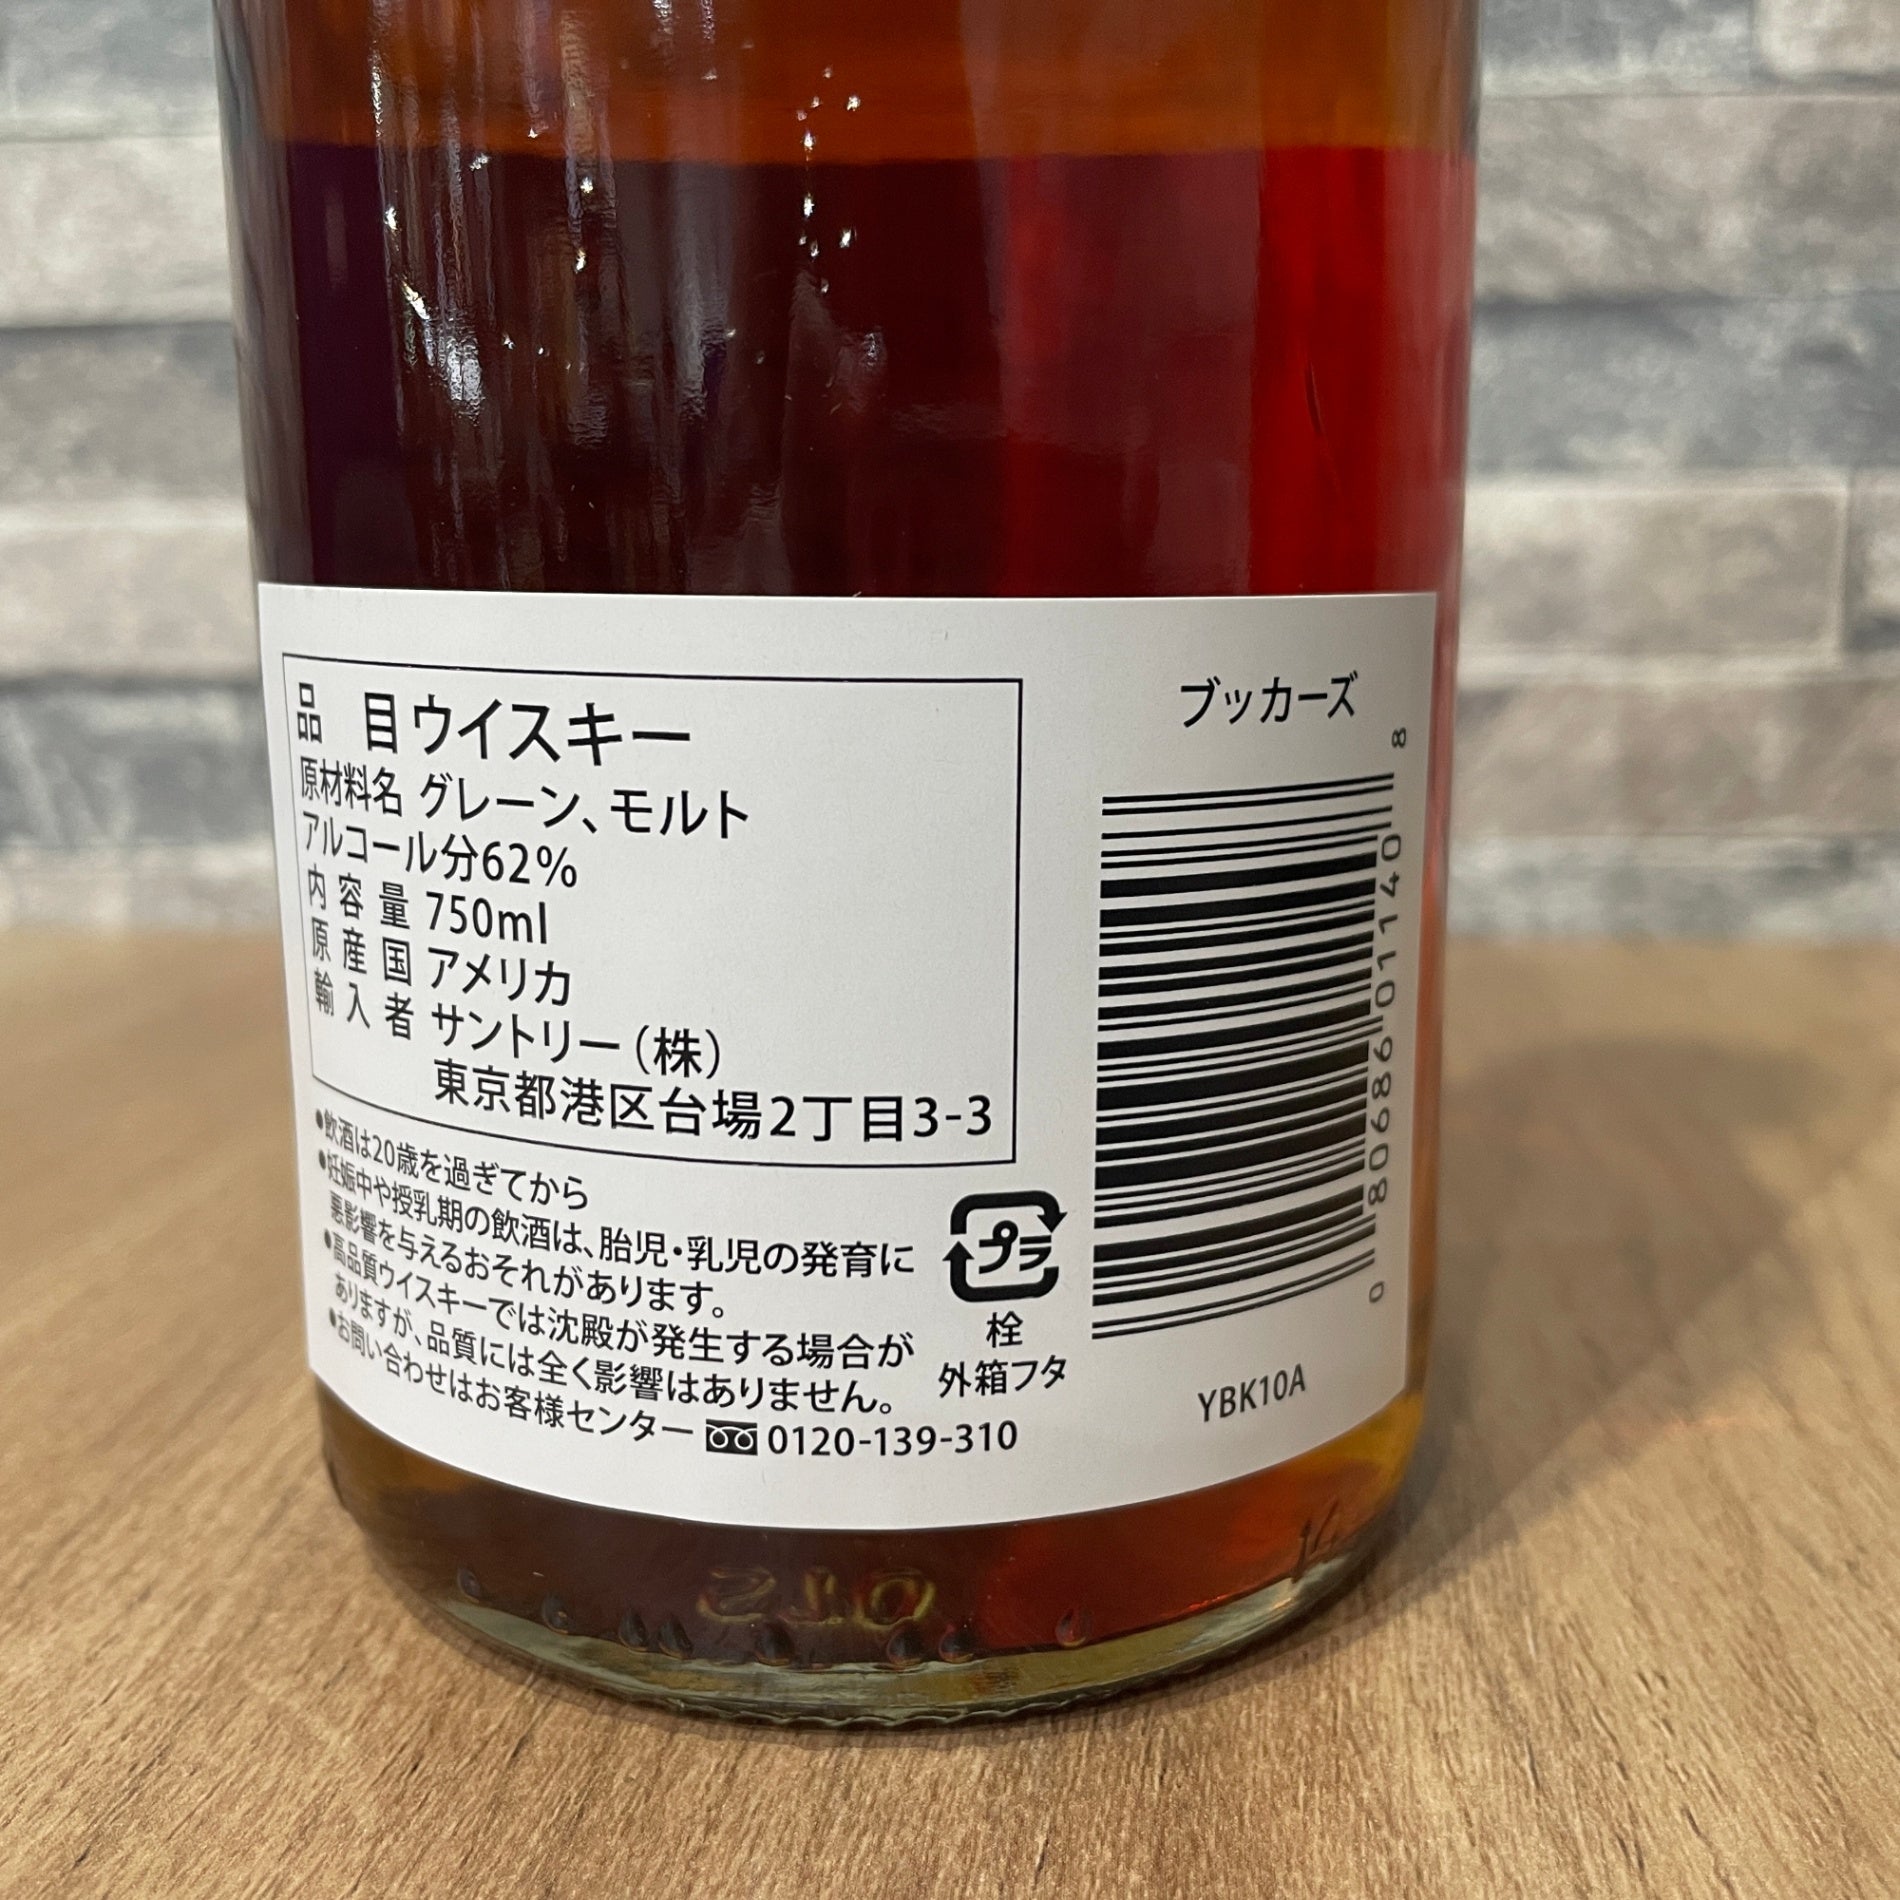 品 目 ウイスキー
原材料名 グレーン、モルト
アルコール分62%
内容量 750ml
原産国 アメリカ
輸入者 サントリー(株)
東京都港区台場2丁目3-3
●飲酒は20歳を過ぎてから
●妊娠中や授乳期の飲酒は、胎児・乳児の発育に
悪影響を与えるおそれがあります。
●高品質ウイスキーでは沈殿が発生する場合が
ありますが、品質には全く影響はありません。
●お問い合わせはお客様センター 0120-139-310
プラ
栓
外箱フタ
ブッカーズ
0 80686 01140 8
YBK10A